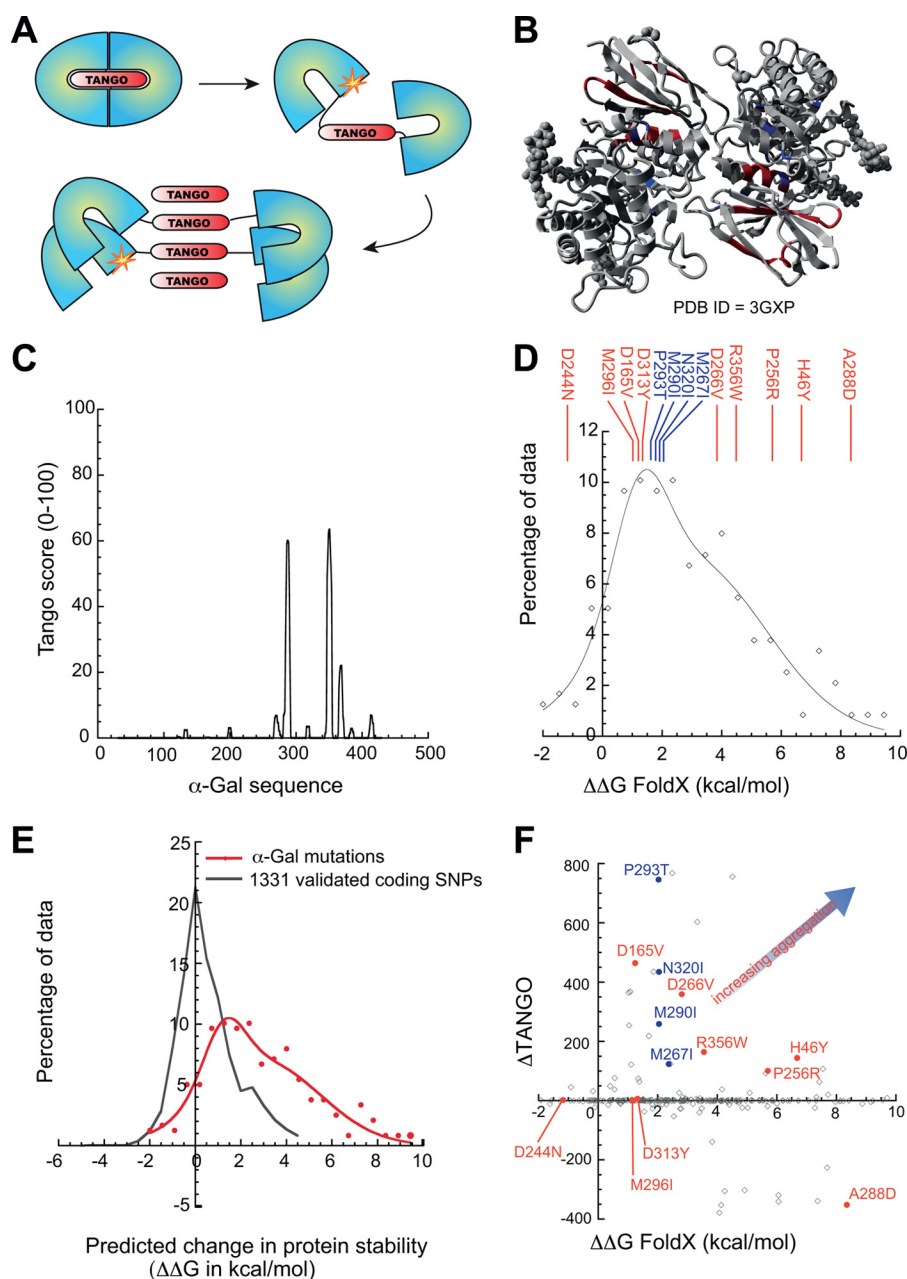 A
TANGO
TANGO
TANGO
TANGO
TANGO
TANGO
B
PDB ID = 3GXP
C
Tango score (0-100)
100
80
60
40
20
0
0 100 200 300 400 500
α-Gal sequence
D
D244N
M296I
D165V
D313Y
P293T
M290I
N320I
M267I
D266V
R356W
P256R
H46Y
A288D
Percentage of data
12
10
8
6
4
2
0
-2 0 2 4 6 8 10
ΔΔG FoldX (kcal/mol)
E
α-Gal mutations
1331 validated coding SNPs
Percentage of data
25
20
15
10
5
0
-5
-6 -4 -2 0 2 4 6 8 10
Predicted change in protein stability
(ΔΔG in kcal/mol)
F
ΔTANGO
800
600
400
200
0
-200
-400
-2 0 2 4 6 8 10
P293T
D165V
N320I
D266V
M290I
R356W
H46Y
M267I
P256R
D244N
D313Y
M296I
A288D
increasing aggregation
ΔΔG FoldX (kcal/mol)